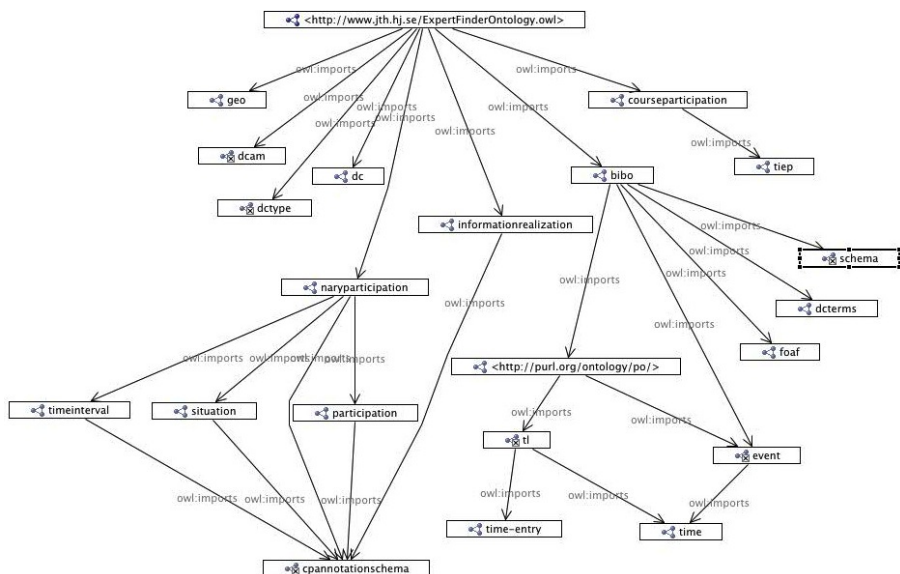 <http://www.jth.hj.se/ExpertFinderOntology.owl>
owl:imports
owl:imports
geo
courseparticipation
owl:imports
owl:imports
owl:imports
owl:imports
owl:imports
owl:imports
owl:imports
dcam
dc
bibo
tiep
dctype
informationrealization
owl:imports
owl:imports
schema
owl:imports
owl:imports
naryparticipation
owl:imports
dcterms
owl:imports
owl:imports
owl:imports
owl:imports
owl:imports
foaf
<http://purl.org/ontology/po/>
timeinterval
situation
participation
owl:imports
owl:imports
tl
event
owl:imports
owl:imports
owl:imports
owl:imports
owl:imports
owl:imports
time-entry
time
cpannotationschema